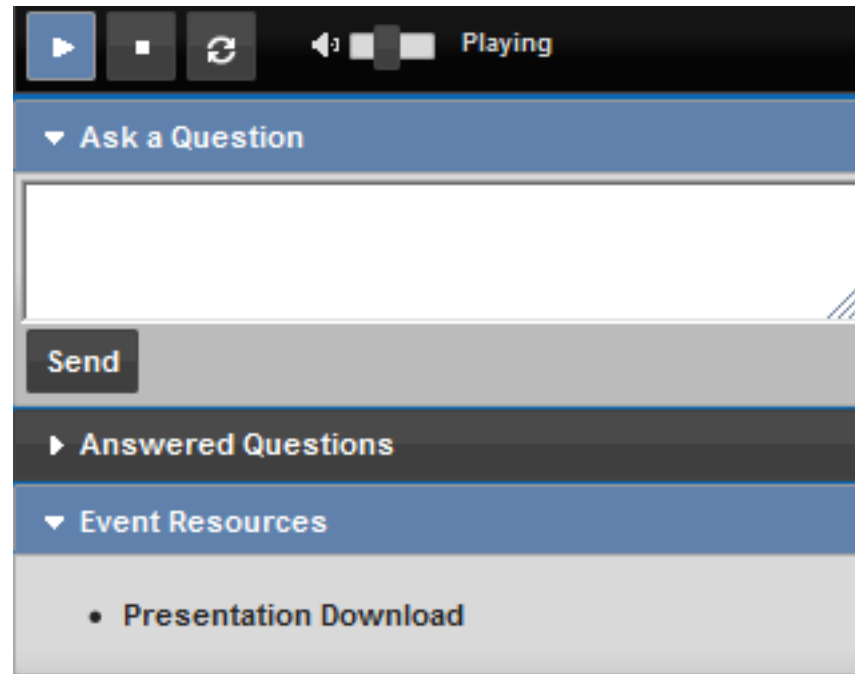 Playing
Ask a Question
Send
Answered Questions
Event Resources
• Presentation Download